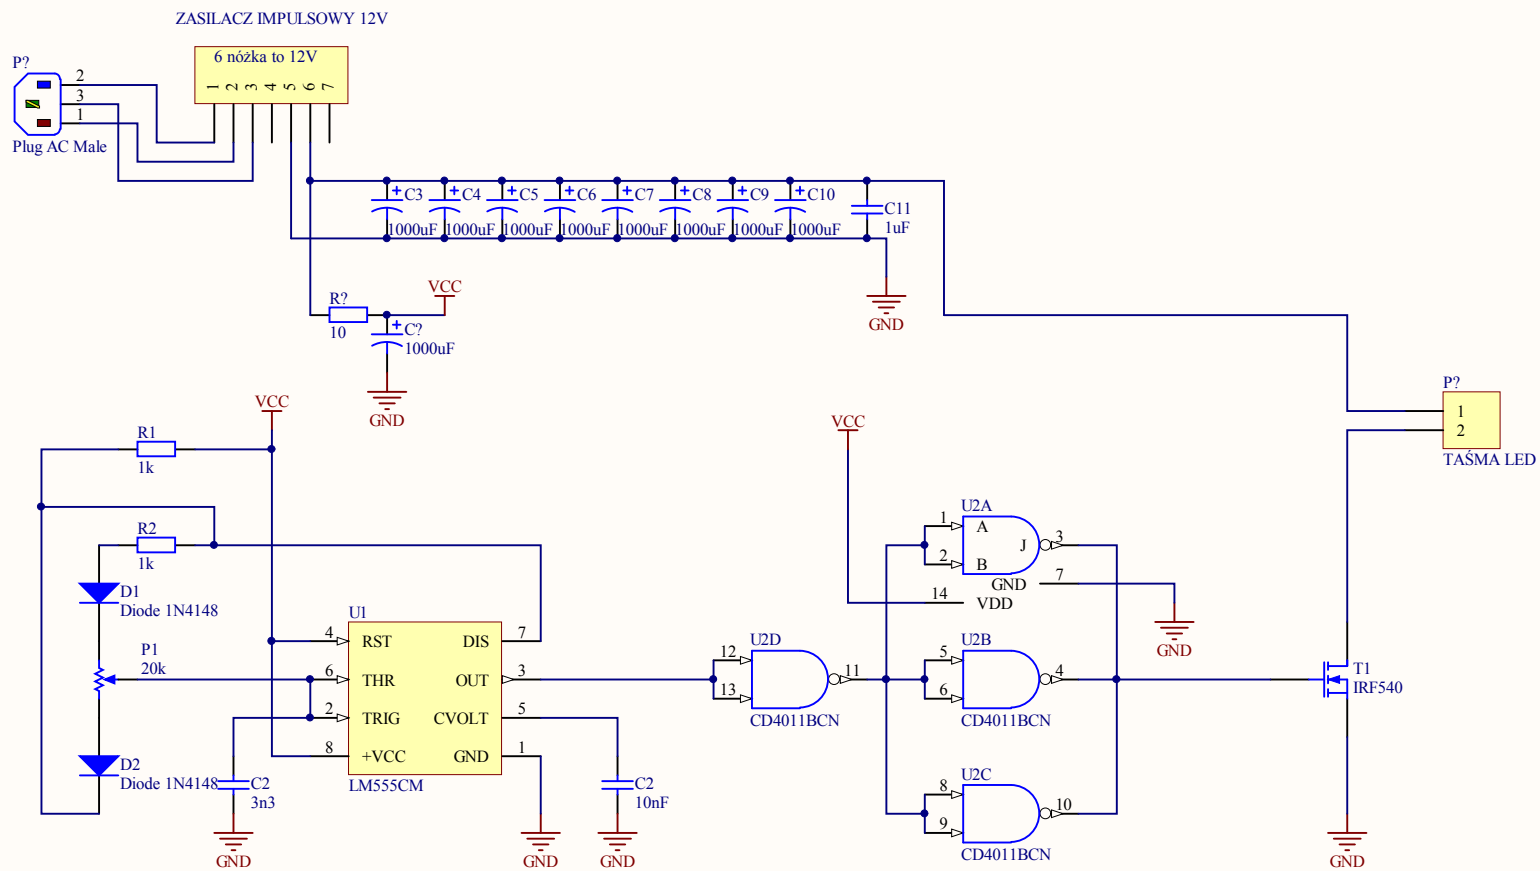 ZASILACZ IMPULSOWY 12V
6 nóżka to 12V
1 2 3 4 5 6 7
P?
2
3
1
Plug AC Male
C3
1000uF
C4
1000uF
C5
1000uF
C6
1000uF
C7
1000uF
C8
1000uF
C9
1000uF
C10
1000uF
C11
1uF
GND
VCC
R?
10
C?
1000uF
GND
P?
1
2
TAŚMA LED
VCC
R1
1k
R2
1k
D1
Diode 1N4148
P1
20k
D2
Diode 1N4148
C2
3n3
GND
U1
4 RST DIS 7
6 THR OUT 3
2 TRIG CVOLT 5
8 +VCC GND 1
LM555CM
GND
C2
10nF
GND
VCC
U2D
12
13
11
CD4011BCN
U2A
1 A
2 B
J 3
GND 7
14 VDD
GND
U2B
5
6
4
CD4011BCN
U2C
8
9
10
CD4011BCN
T1
IRF540
GND